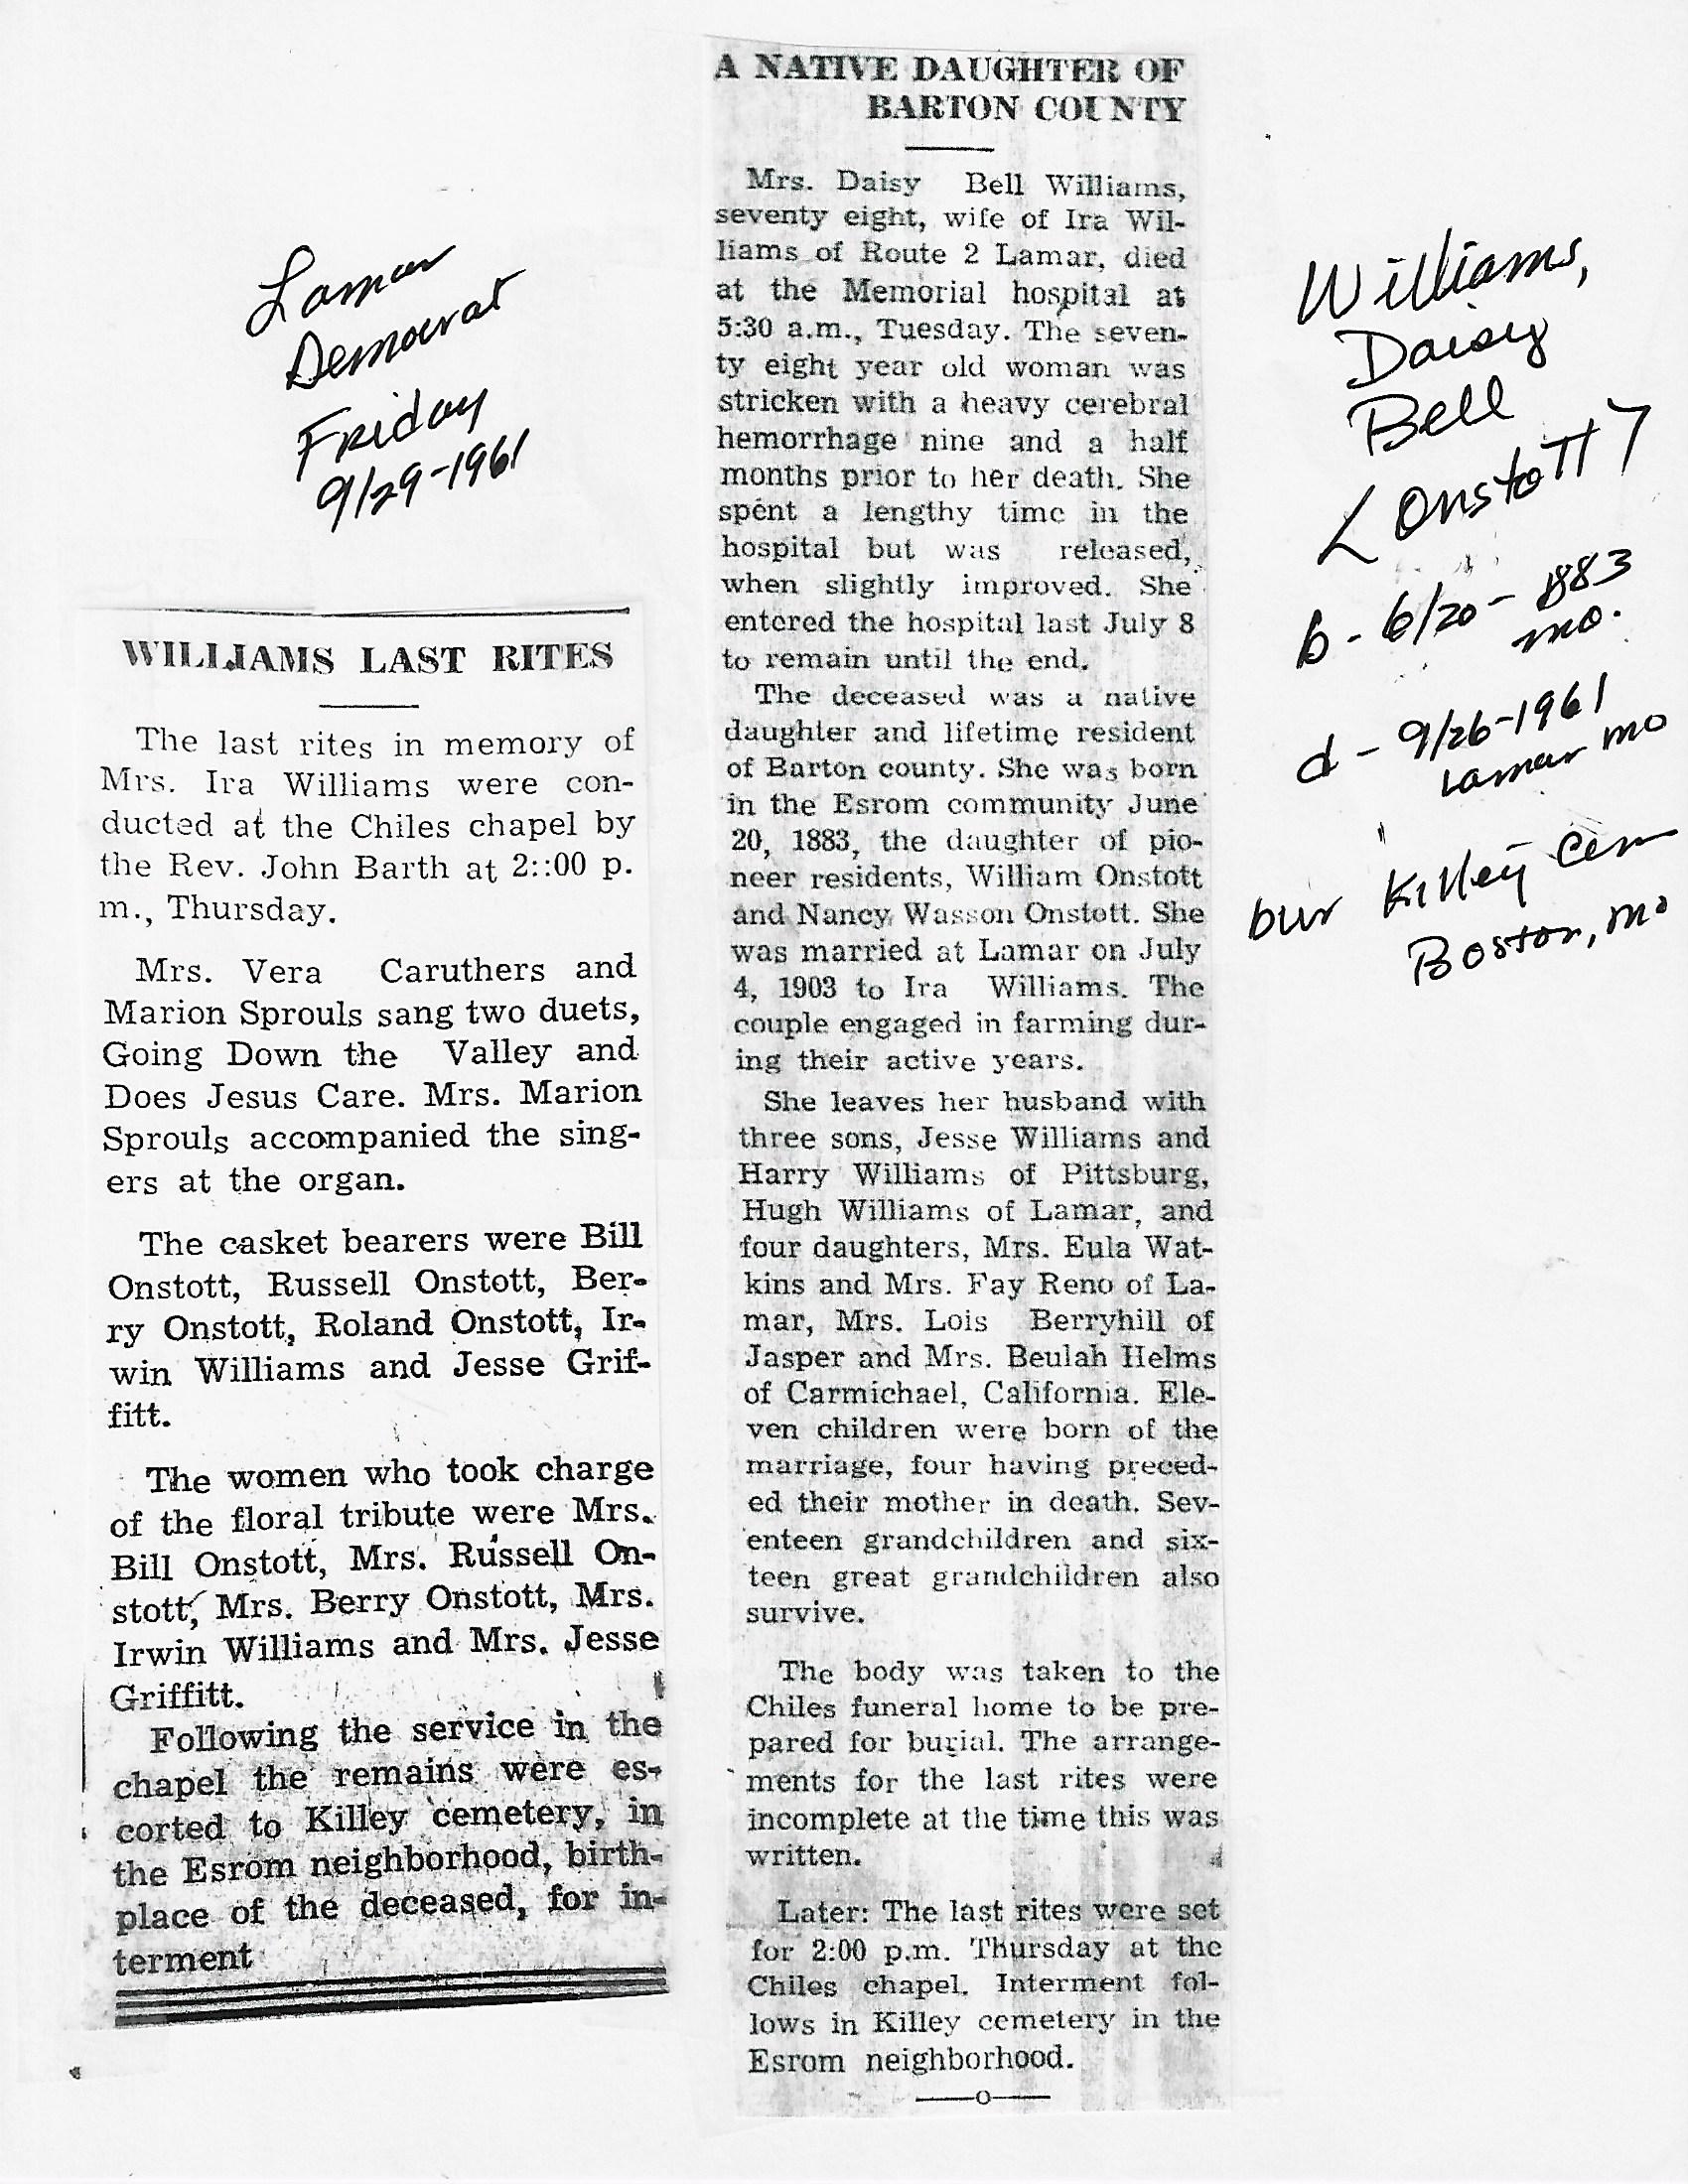 Lamar
Democrat
Friday
9/29-1961
WILLIAMS LAST RITES
The last rites in memory of
Mrs. Ira Williams were con-
ducted at the Chiles chapel by
the Rev. John Barth at 2::00 p.
m., Thursday.
Mrs. Vera Caruthers and
Marion Sprouls sang two duets,
Going Down the Valley and
Does Jesus Care. Mrs. Marion
Sprouls accompanied the sing-
ers at the organ.
The casket bearers were Bill
Onstott, Russell Onstott, Ber-
ry Onstott, Roland Onstott, Ir-
win Williams and Jesse Grif-
fitt.
The women who took charge
of the floral tribute were Mrs.
Bill Onstott, Mrs. Russell On-
stott, Mrs. Berry Onstott, Mrs.
Irwin Williams and Mrs. Jesse
Griffitt.
Following the service in the
chapel the remains were es-
corted to Killey cemetery, in
the Esrom neighborhood, birth-
place of the deceased, for in-
terment
A NATIVE DAUGHTER OF
BARTON COUNTY
Mrs. Daisy Bell Williams,
seventy eight, wife of Ira Wil-
liams of Route 2 Lamar, died
at the Memorial hospital at
5:30 a.m., Tuesday. The seven-
ty eight year old woman was
stricken with a heavy cerebral
hemorrhage nine and a half
months prior to her death. She
spent a lengthy time in the
hospital but was released,
when slightly improved. She
entered the hospital last July 8
to remain until the end.
The deceased was a native
daughter and lifetime resident
of Barton county. She was born
in the Esrom community June
20, 1883, the daughter of pio-
neer residents, William Onstott
and Nancy Wasson Onstott. She
was married at Lamar on July
4, 1903 to Ira Williams. The
couple engaged in farming dur-
ing their active years.
She leaves her husband with
three sons, Jesse Williams and
Harry Williams of Pittsburg,
Hugh Williams of Lamar, and
four daughters, Mrs. Eula Wat-
kins and Mrs. Fay Reno of La-
mar, Mrs. Lois Berryhill of
Jasper and Mrs. Beulah Helms
of Carmichael, California. Ele-
ven children were born of the
marriage, four having preced-
ed their mother in death. Sev-
enteen grandchildren and six-
teen great grandchildren also
survive.
The body was taken to the
Chiles funeral home to be pre-
pared for burial. The arrange-
ments for the last rites were
incomplete at the time this was
written.
Later: The last rites were set
for 2:00 p.m. Thursday at the
Chiles chapel. Interment fol-
lows in Killey cemetery in the
Esrom neighborhood.
Williams,
Daisy
Bell
< Onstott >
b - 6/20 - 1883
mo.
d - 9/26-1961
Lamar mo
bur Killey Cem
Boston, mo